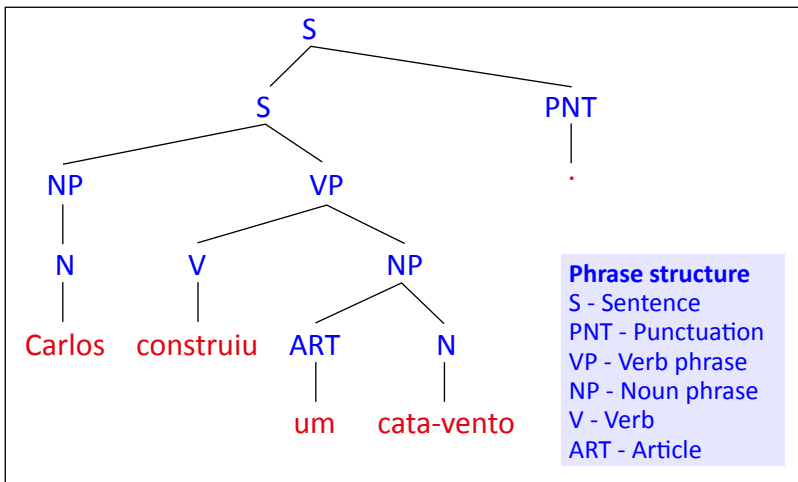 S
S PNT
NP VP .
N V NP
Carlos construiu ART N
um cata-vento
Phrase structure
S - Sentence
PNT - Punctuation
VP - Verb phrase
NP - Noun phrase
V - Verb
ART - Article